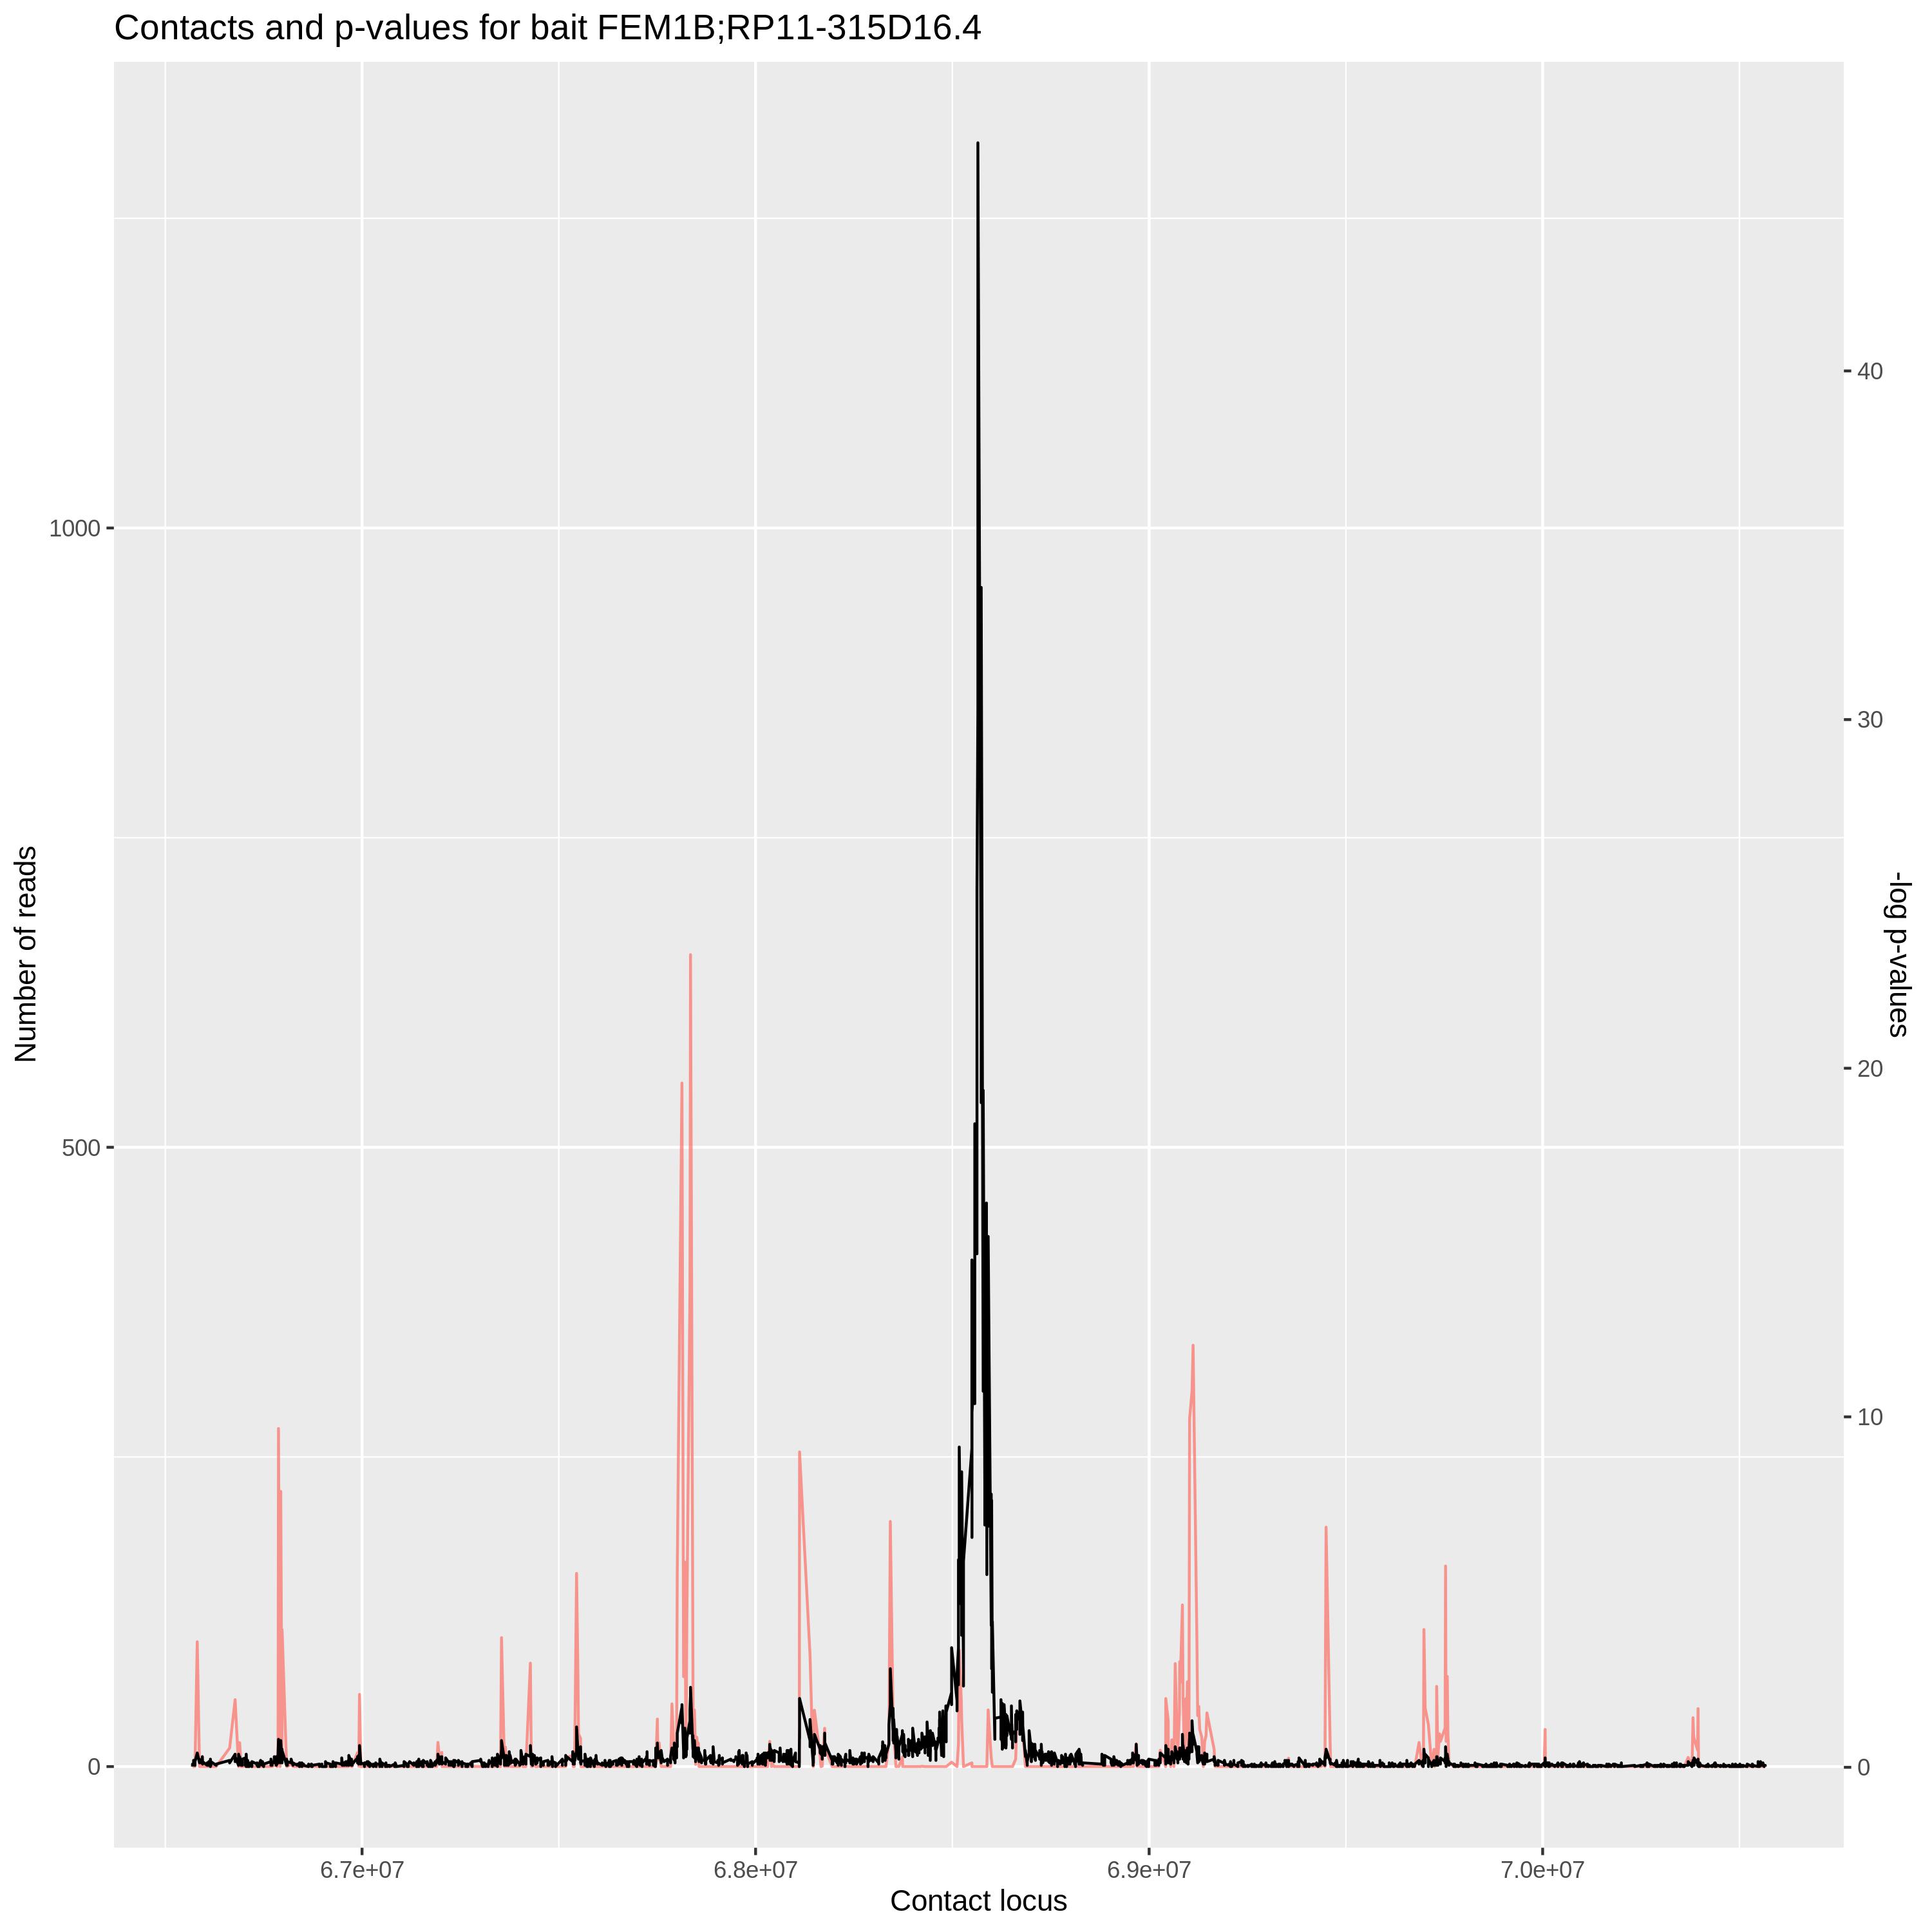 Contacts and p-values for bait FEM1B;RP11-315D16.4
Number of reads
1000
500
0
40
30
20
10
0
-log p-values
6.7e+07 6.8e+07 6.9e+07 7.0e+07
Contact locus